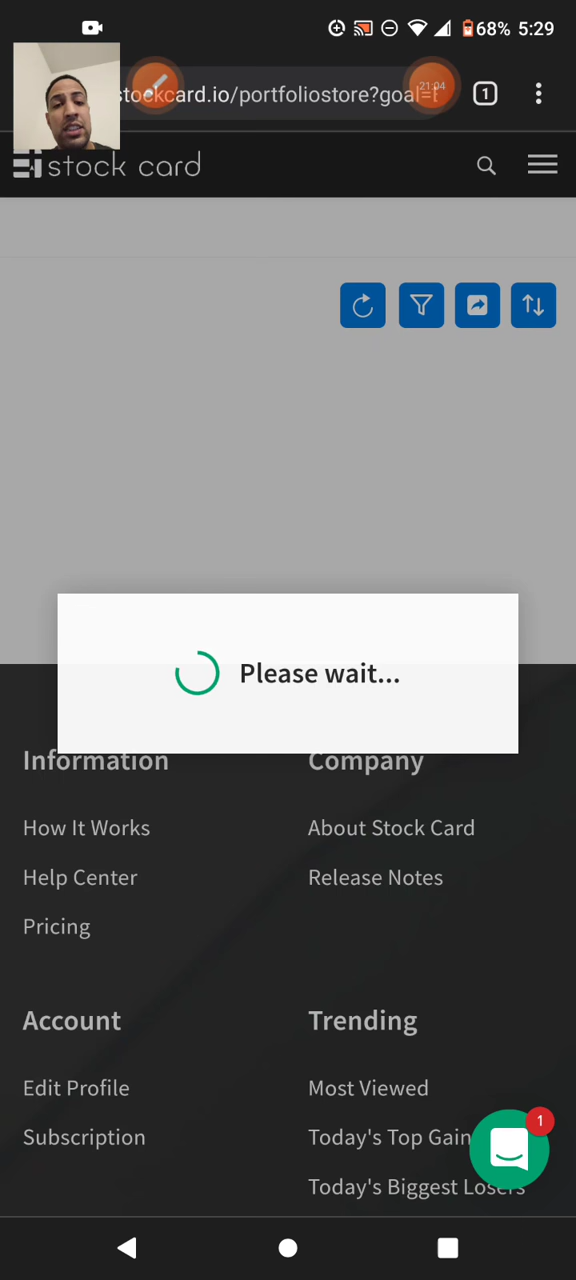 68% 5:29
stockcard.io/portfoliostore?goal=
21:04
1
stock card
Please wait...
Information
Company
How It Works
About Stock Card
Help Center
Release Notes
Pricing
Account
Trending
Edit Profile
Most Viewed
Subscription
Today's Top Gain
1
Today's Biggest Losers